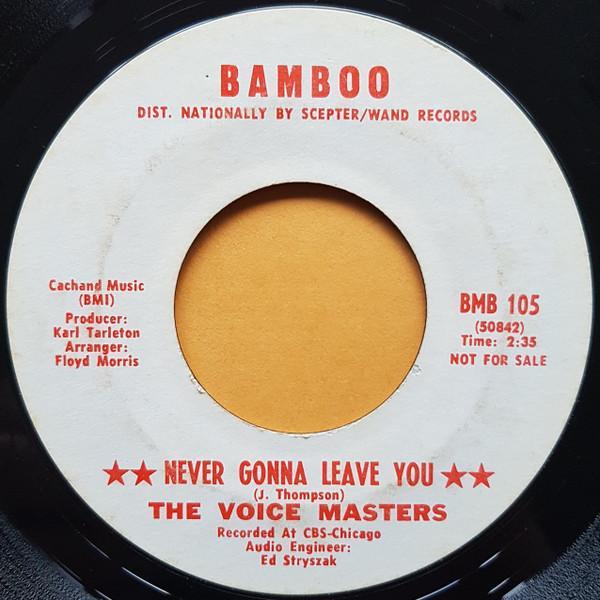 BAMBOO
DIST. NATIONALLY BY SCEPTER/WAND RECORDS
Cachand Music
(BMI)
Producer:
Karl Tarleton
Arranger:
Floyd Morris
BMB 105
(50842)
Time: 2:35
NOT FOR SALE
★★ NEVER GONNA LEAVE YOU ★★
(J. Thompson)
THE VOICE MASTERS
Recorded At CBS-Chicago
Audio Engineer:
Ed Stryszak